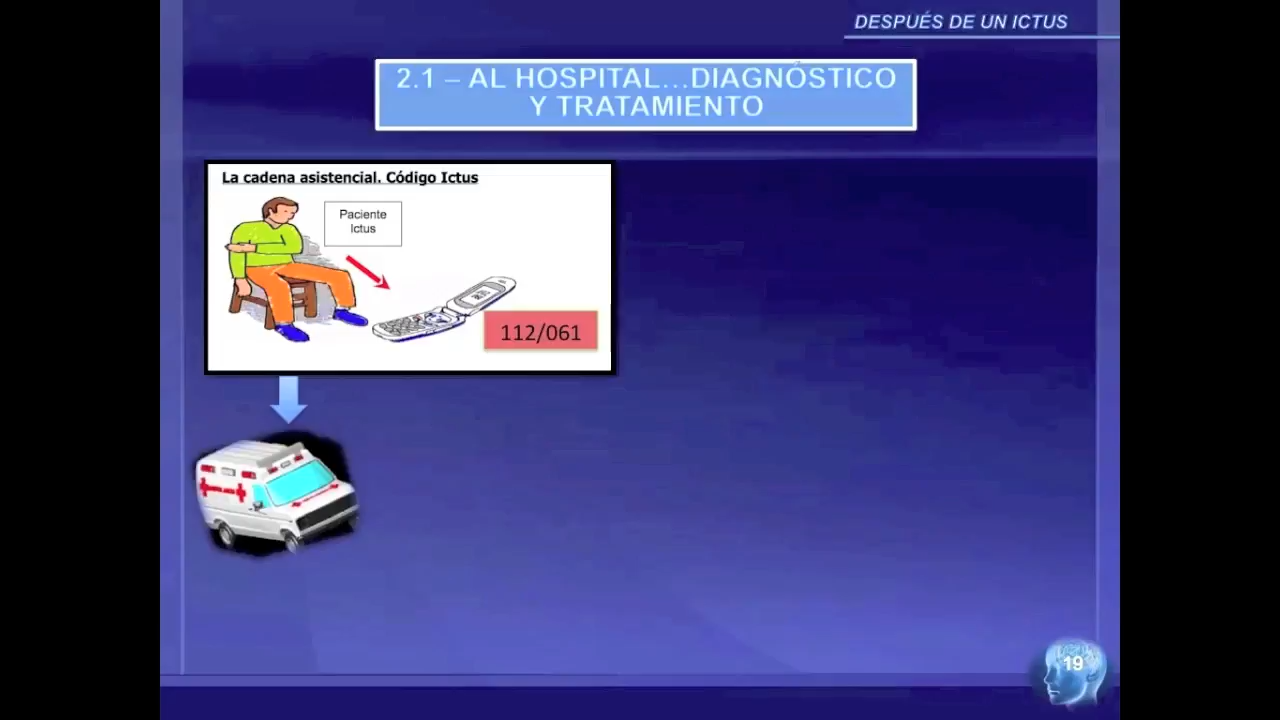 DESPUÉS DE UN ICTUS
2.1 – AL HOSPITAL...DIAGNÓSTICO
Y TRATAMIENTO
La cadena asistencial. Código Ictus
Paciente
Ictus
112/061
19